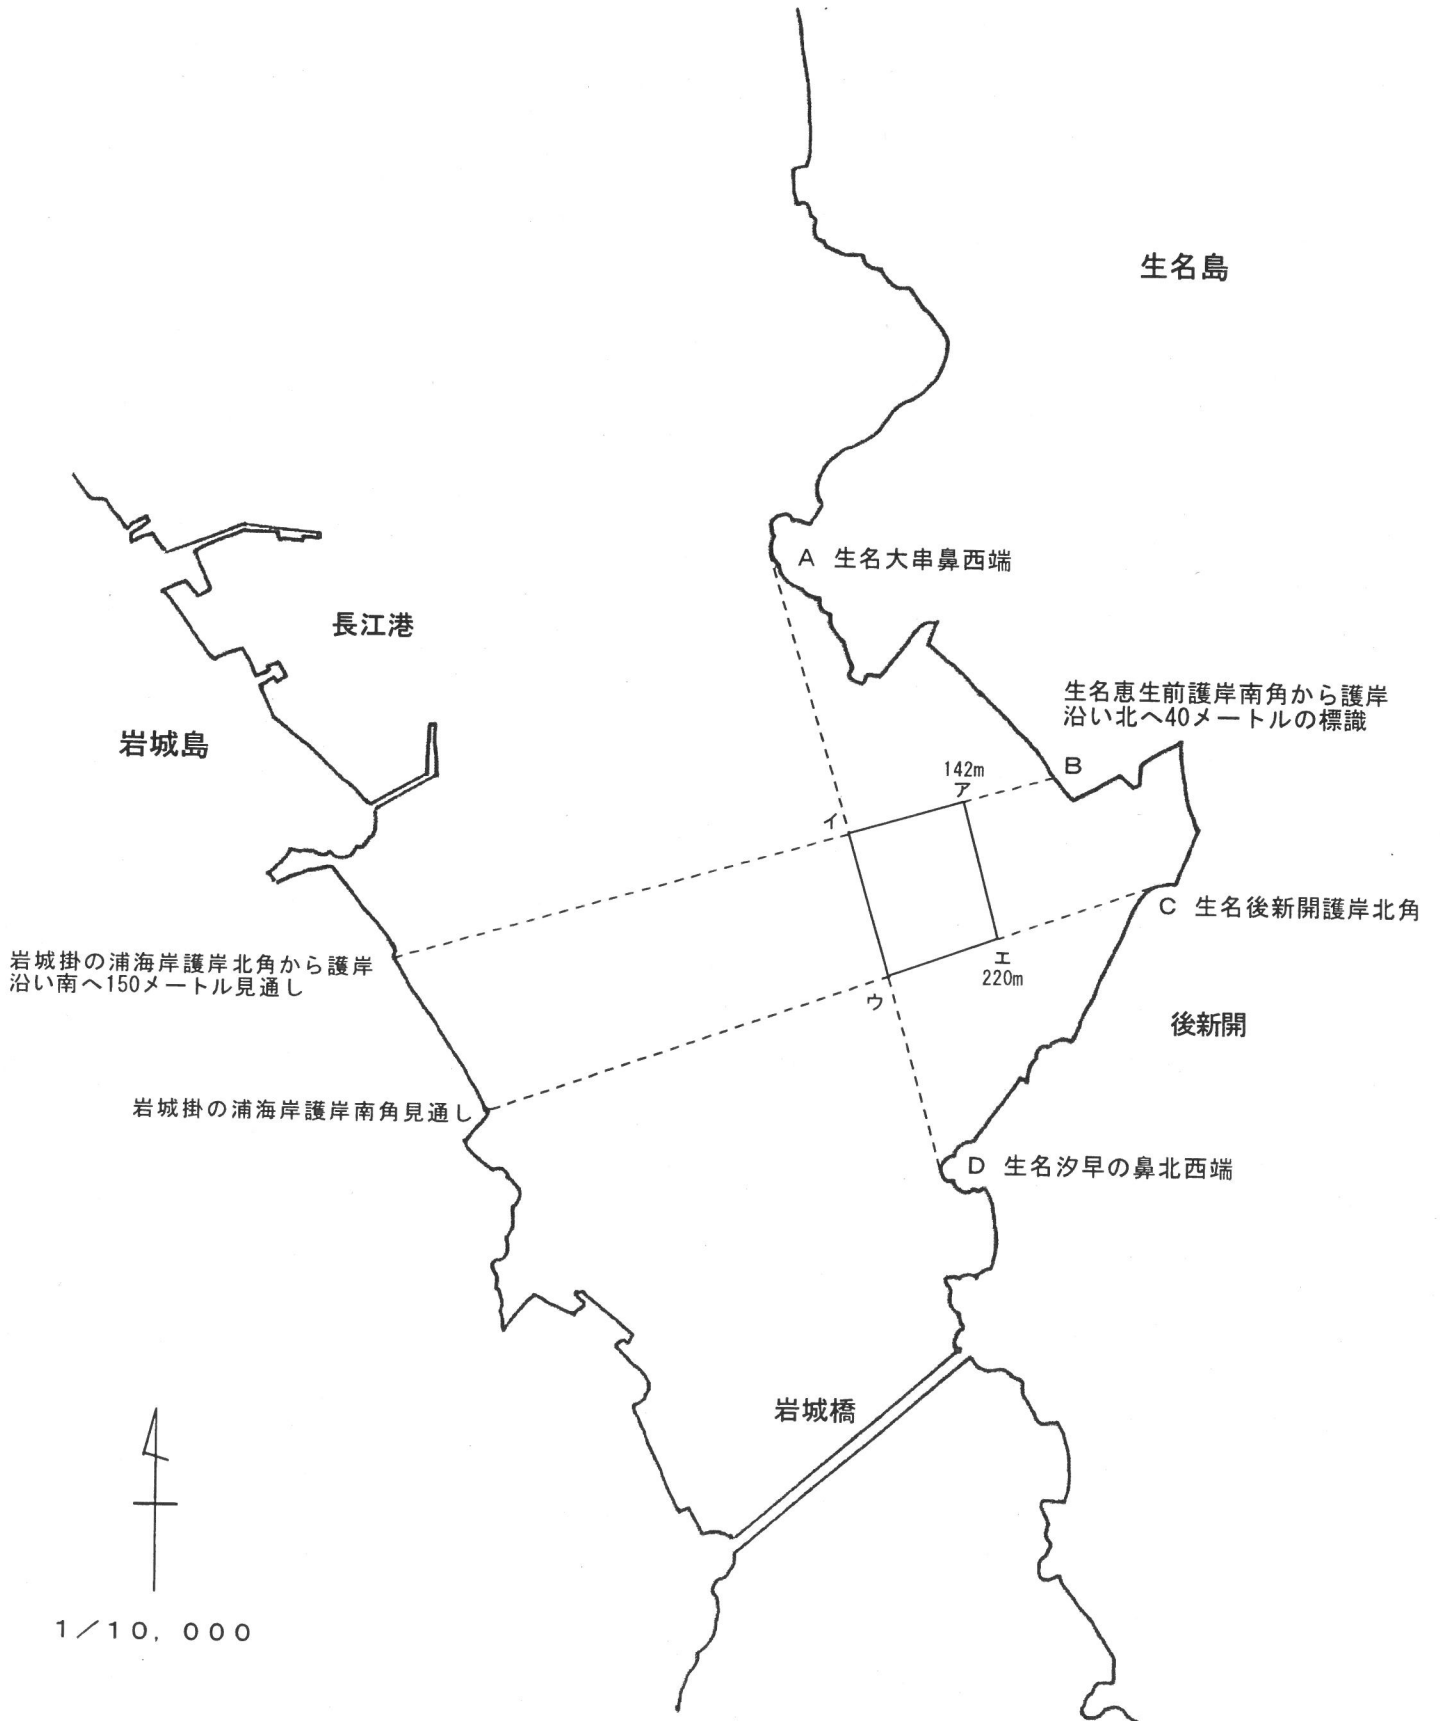 生名島
A 生名大串鼻西端
長江港
生名恵生前護岸南角から護岸
沿い北へ40メートルの標識
岩城島
B
142m
ア
イ
C 生名後新開護岸北角
岩城掛の浦海岸護岸北角から護岸
沿い南へ150メートル見通し
エ
220m
ウ
後新開
岩城掛の浦海岸護岸南角見通し
D 生名汐早の鼻北西端
岩城橋
1/10,000